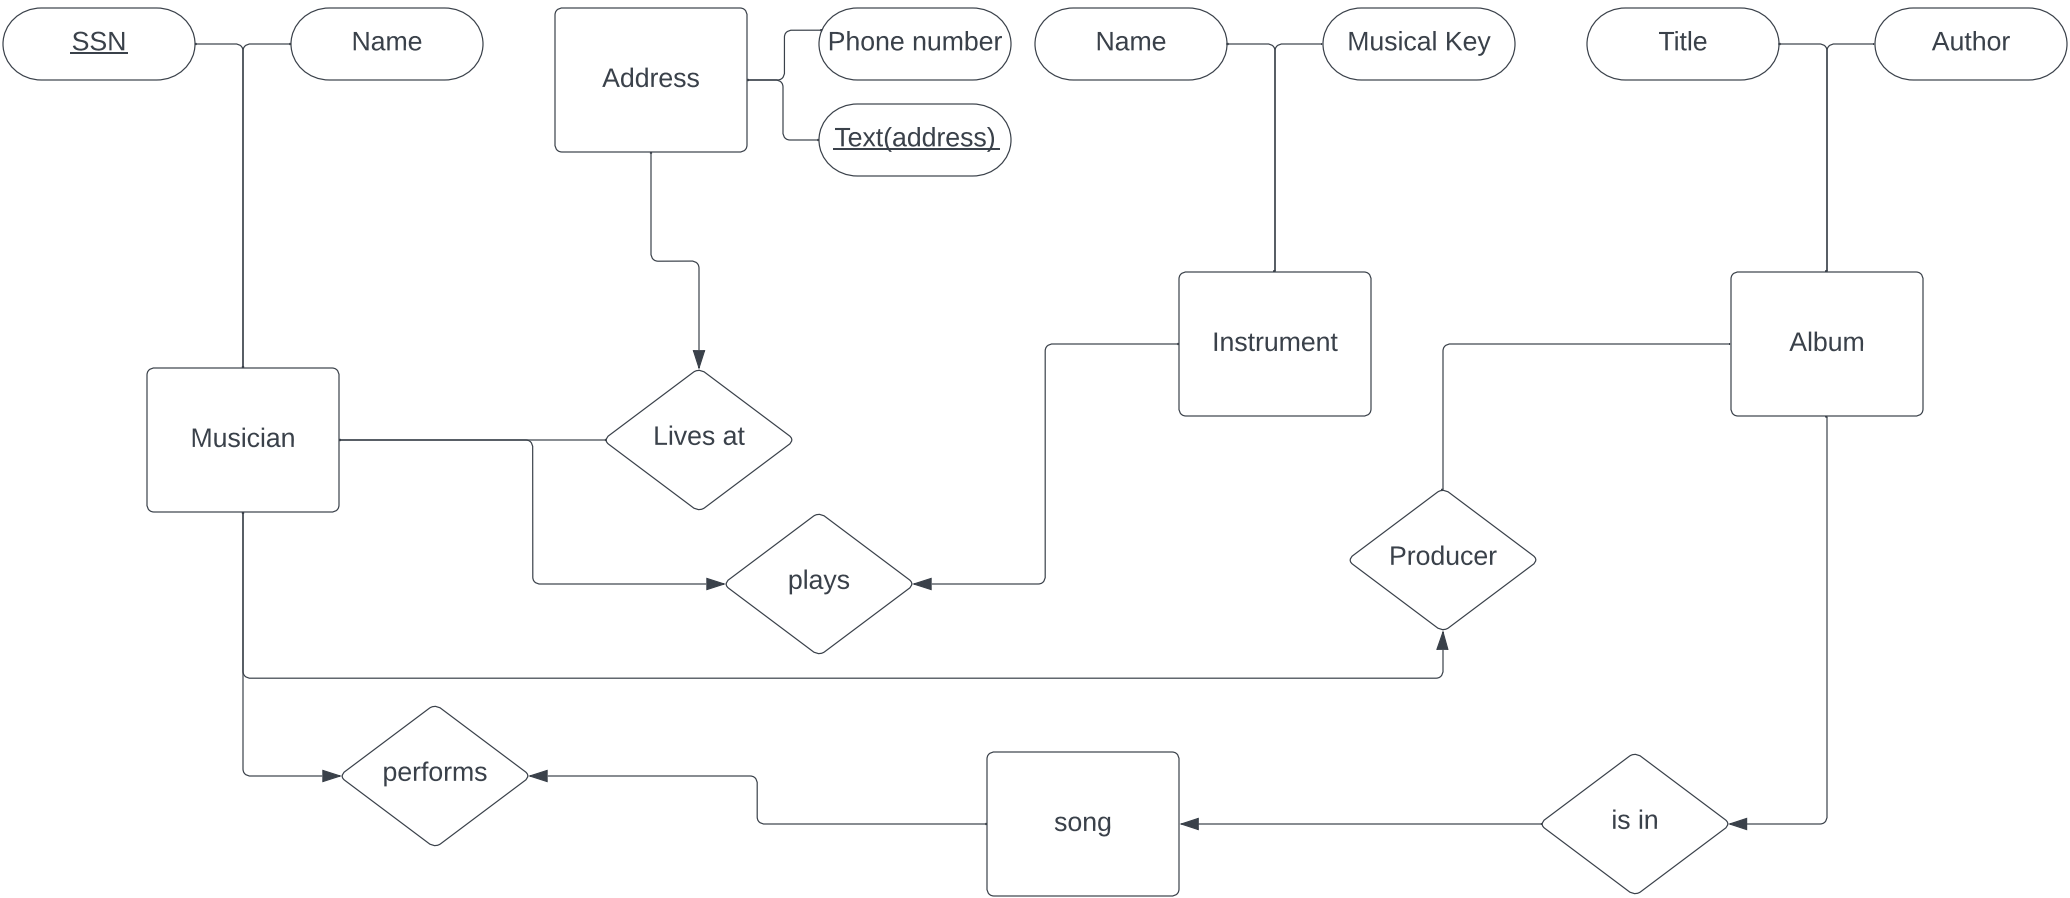 SSN
Name
Address
Phone number
Text(address)
Name
Musical Key
Title
Author
Instrument
Album
Musician
Lives at
plays
Producer
performs
song
is in